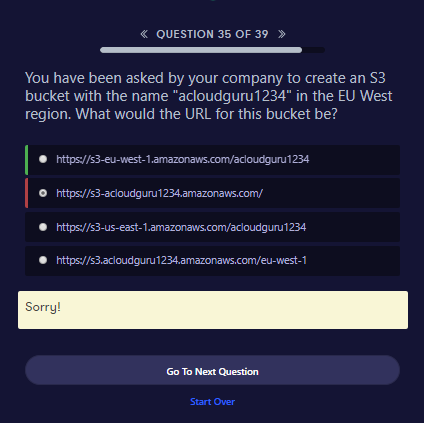 « QUESTION 35 OF 39 »
You have been asked by your company to create an S3
bucket with the name "acloudguru1234" in the EU West
region. What would the URL for this bucket be?
https://s3-eu-west-1.amazonaws.com/acloudguru1234
https://s3-acloudguru1234.amazonaws.com/
https://s3-us-east-1.amazonaws.com/acloudguru1234
https://s3.acloudguru1234.amazonaws.com/eu-west-1
Sorry!
Go To Next Question
Start Over